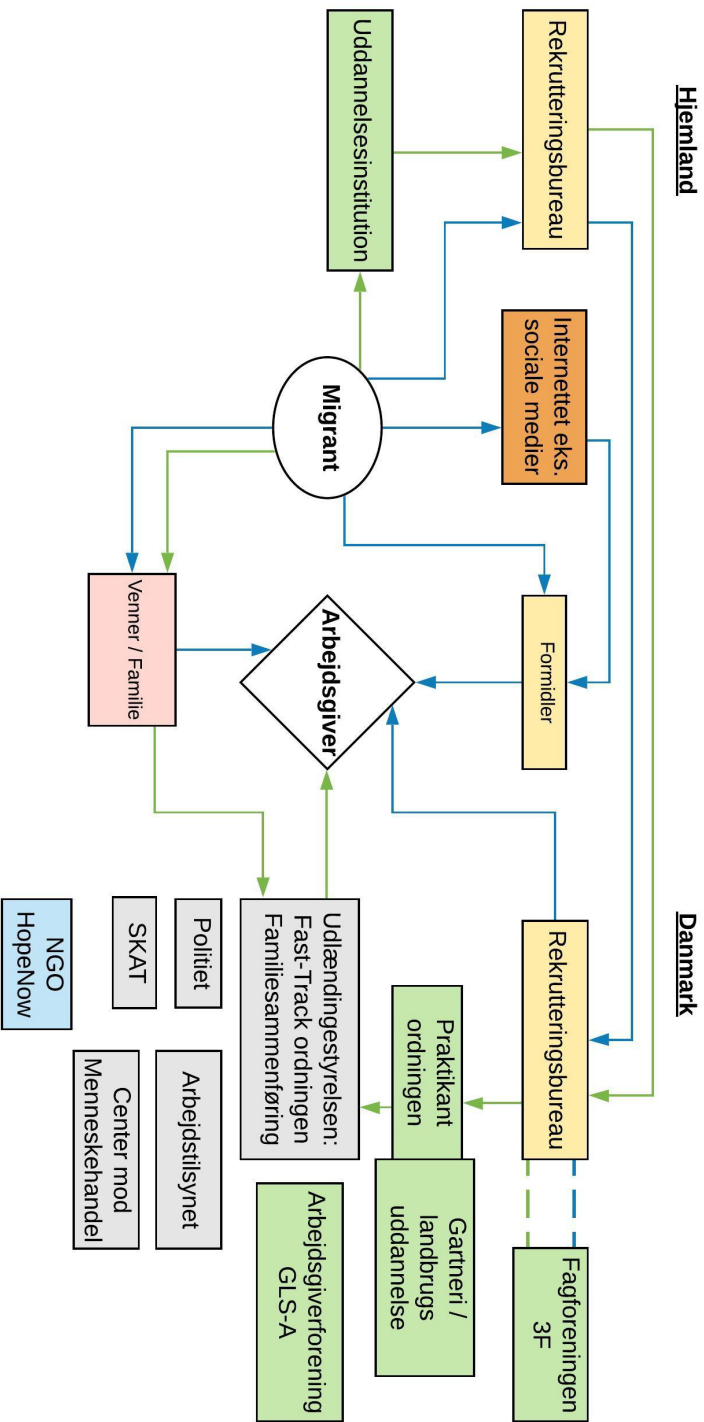 Hjemland
Danmark
Rekrutteringsbureau
Uddannelsesinstitution
Internettet eks.
sociale medier
Migrant
Venner / Familie
Formidler
Arbejdsgiver
Rekrutteringsbureau
Fagforeningen
3F
Praktikant
ordningen
Gartneri /
landbrugs
uddannelse
Udlændingestyrelsen:
Fast-Track ordningen
Familiesammenføring
Arbejdsgiverforening
GLS-A
Politiet
SKAT
Arbejdstilsynet
Center mod
Menneskehandel
NGO
HopeNow